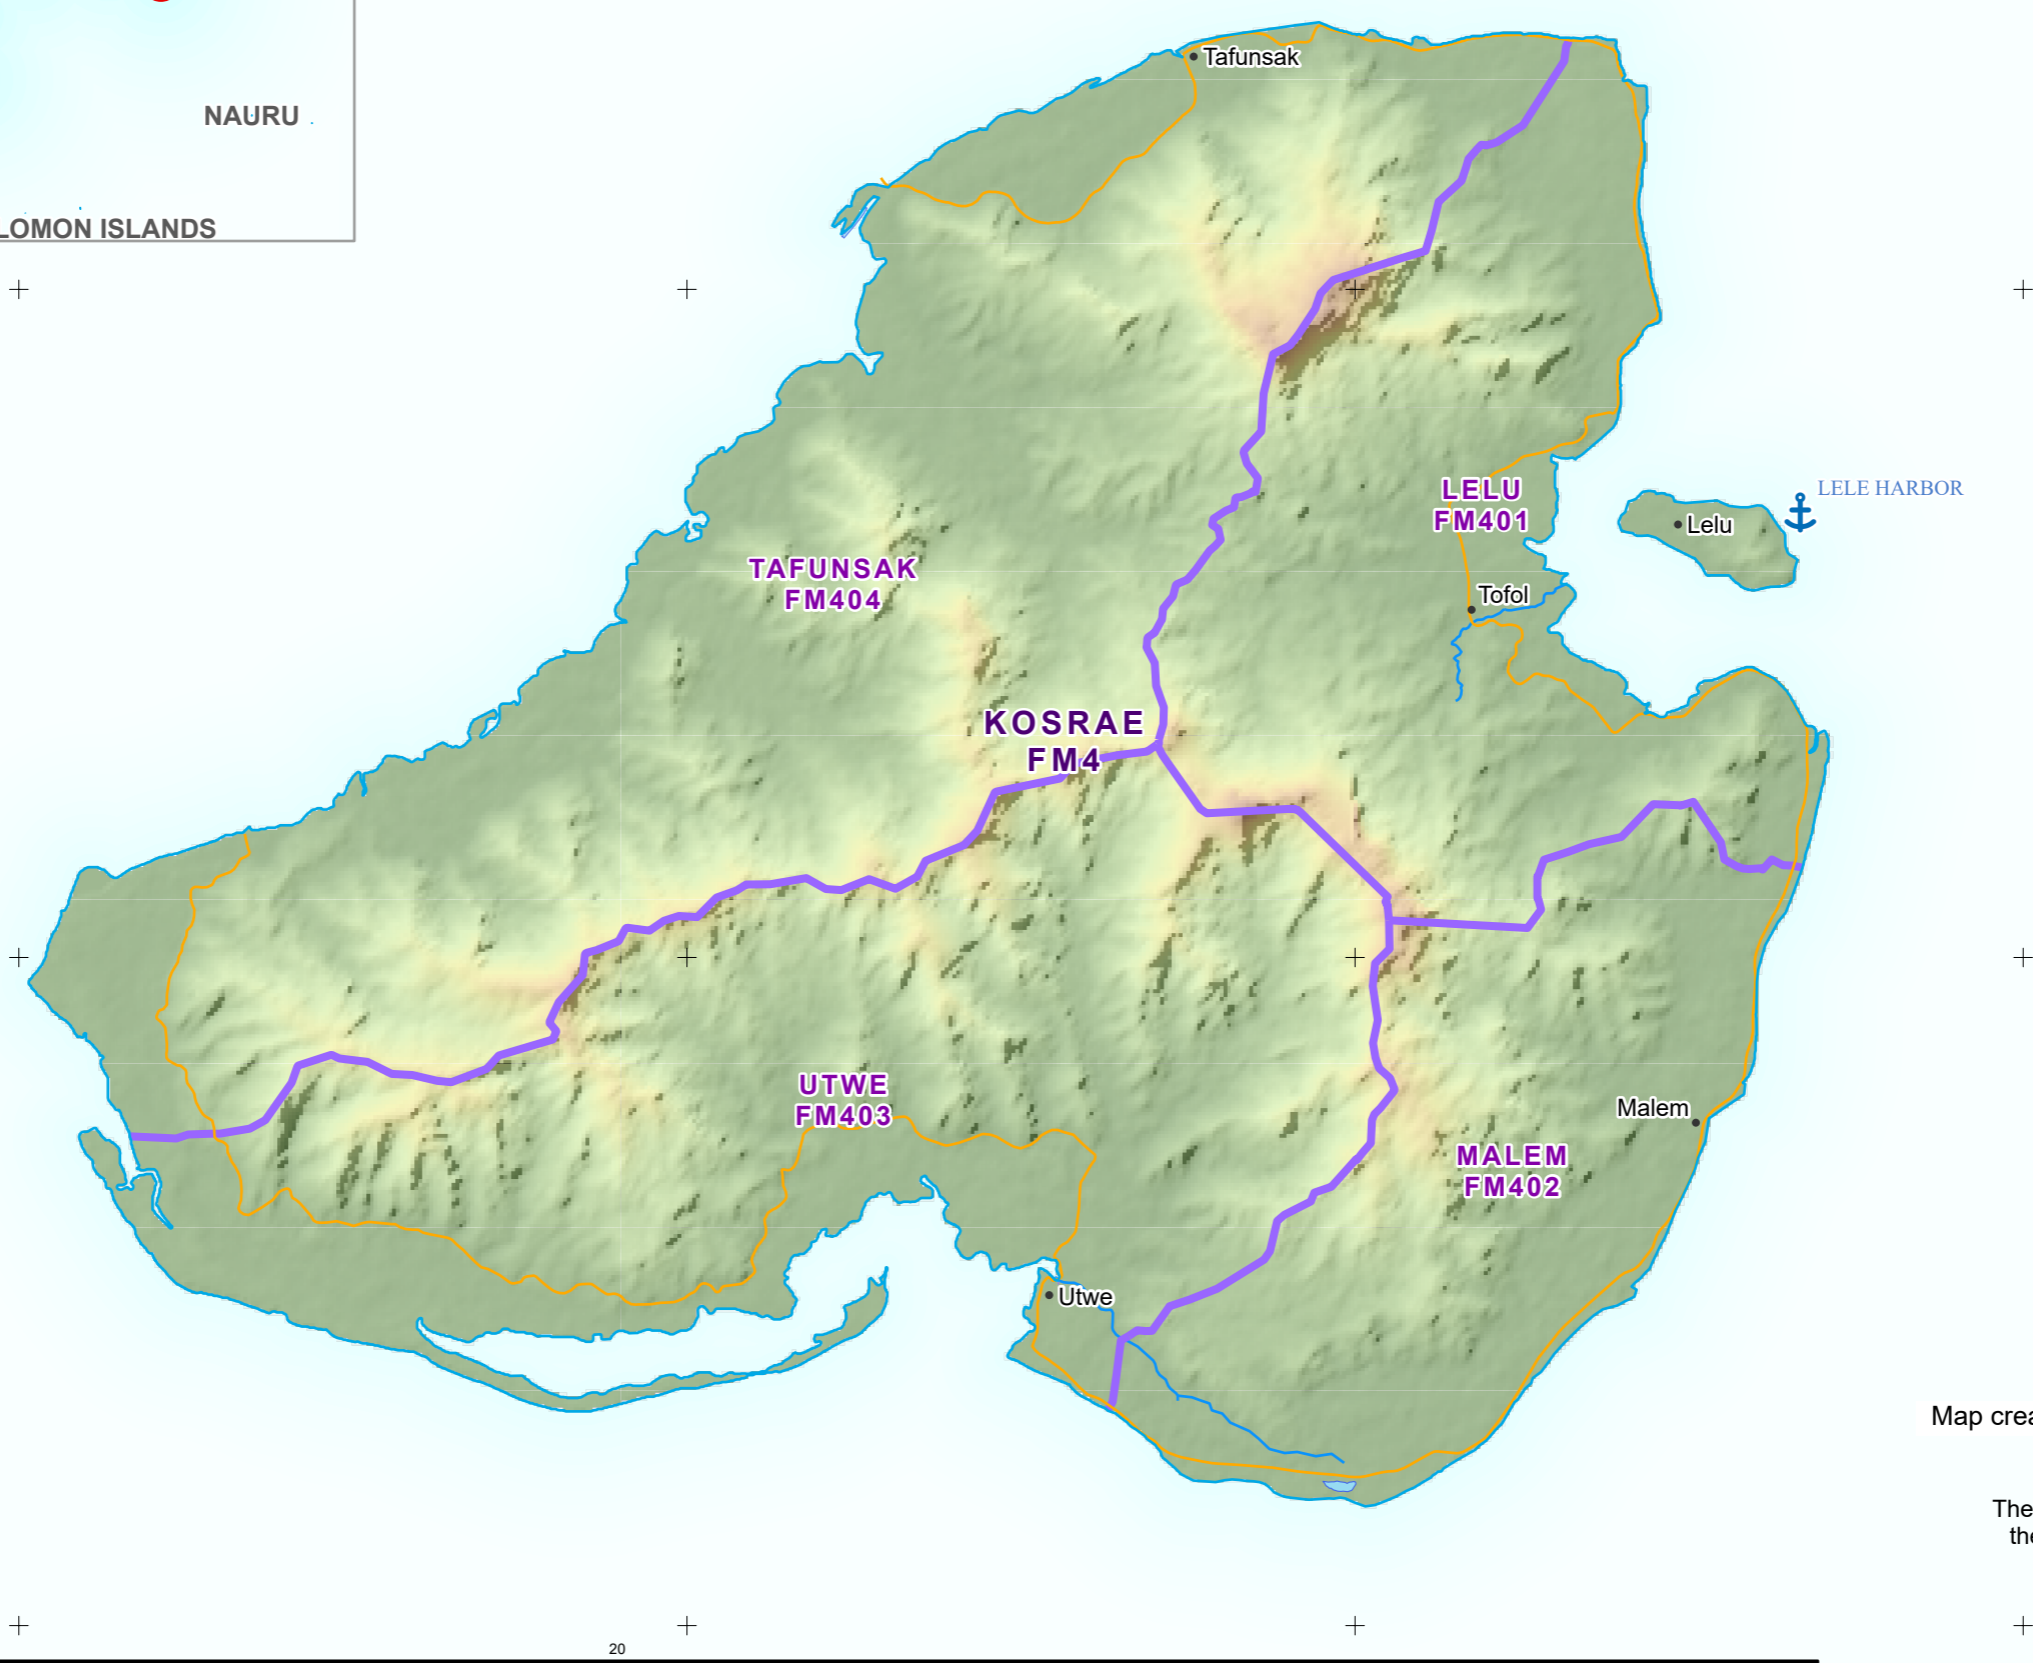 Tafunsak
NAURU
LOMON ISLANDS
LELU
FM401
LELE HARBOR
Lelu
TAFUNSAK
FM404
Tofol
KOSRAE
FM4
UTWE
FM403
Malem
MALEM
FM402
Utwe
Map crea
The
the
20